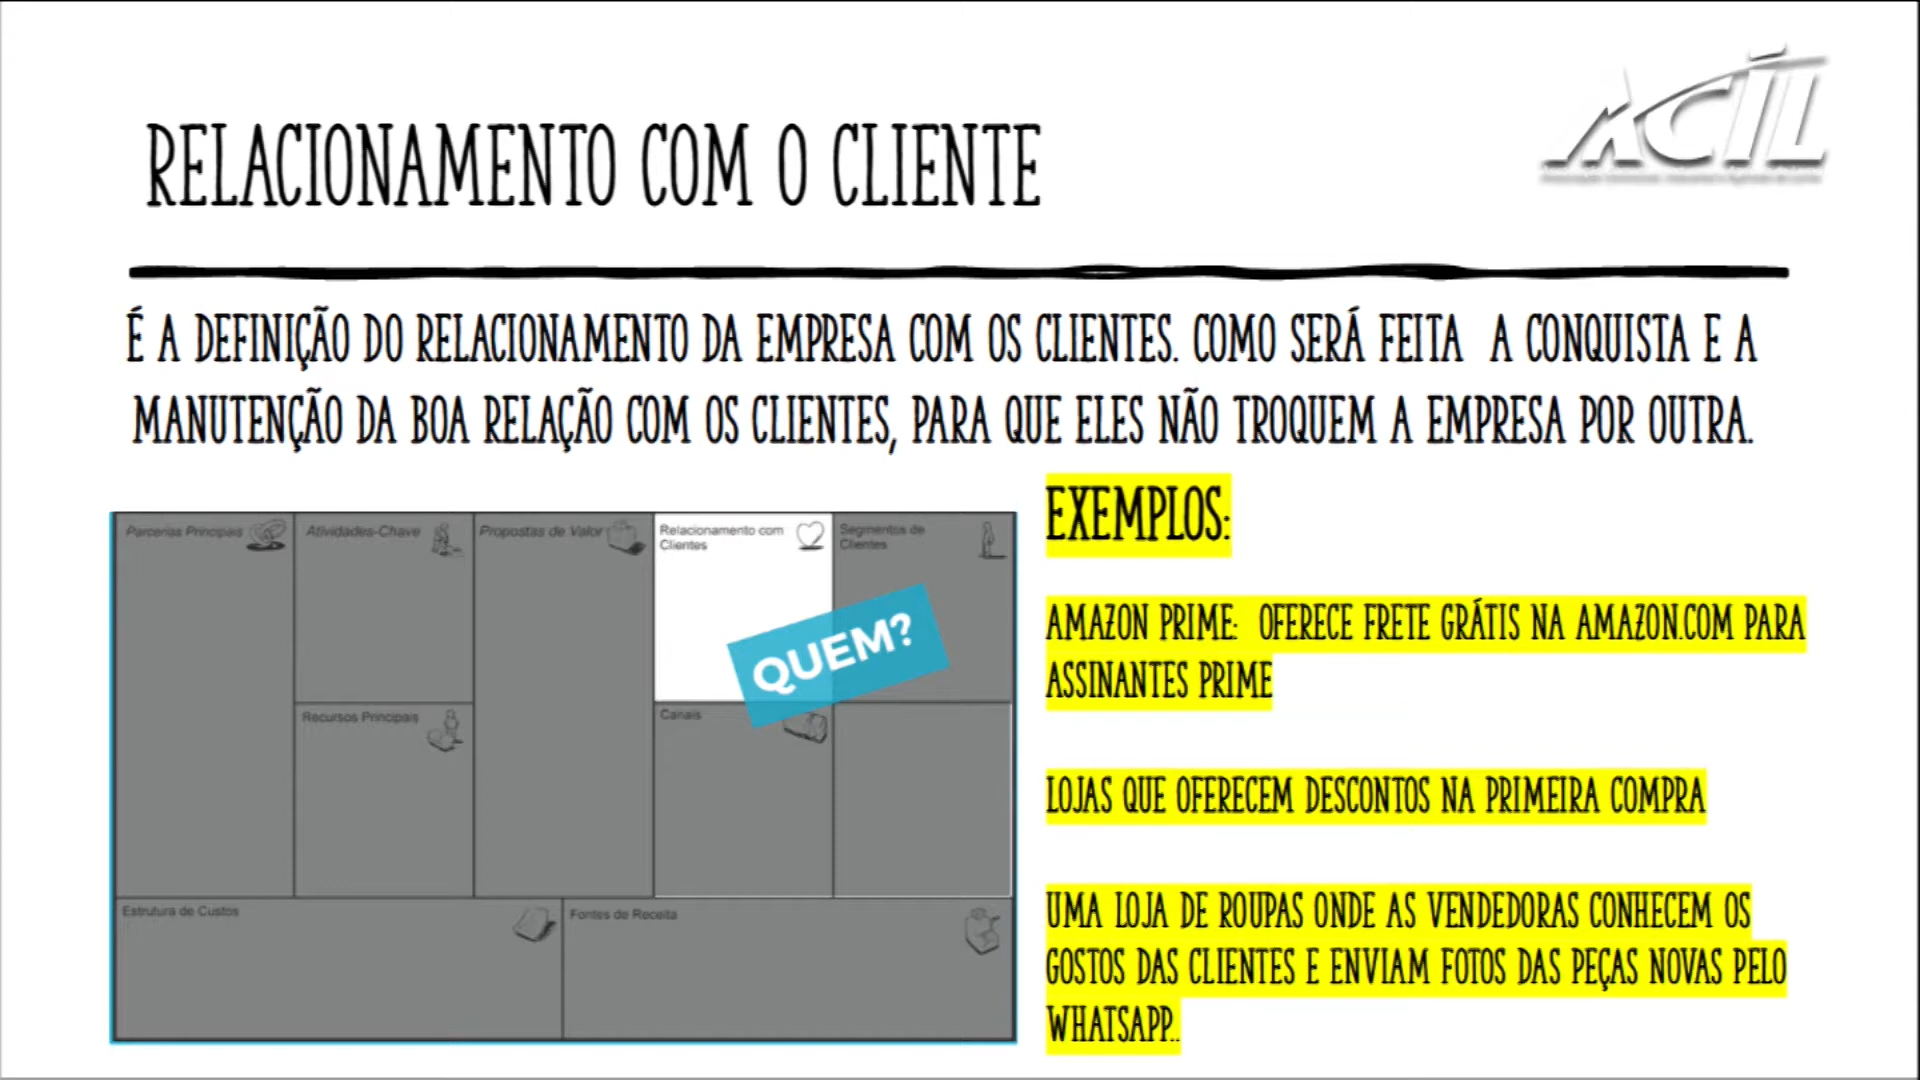 ACIL
RELACIONAMENTO COM O CLIENTE
É A DEFINIÇÃO DO RELACIONAMENTO DA EMPRESA COM OS CLIENTES. COMO SERÁ FEITA A CONQUISTA E A
MANUTENÇÃO DA BOA RELAÇÃO COM OS CLIENTES, PARA QUE ELES NÃO TROQUEM A EMPRESA POR OUTRA.
Parcerias Principais
Atividades-Chave
Propostas de Valor
Relacionamento com
Clientes
Segmentos de
Clientes
QUEM?
Recursos Principais
Canais
Estrutura de Custos
Fontes de Receita
EXEMPLOS:
AMAZON PRIME: OFERECE FRETE GRÁTIS NA AMAZON.COM PARA
ASSINANTES PRIME
LOJAS QUE OFERECEM DESCONTOS NA PRIMEIRA COMPRA
UMA LOJA DE ROUPAS ONDE AS VENDEDORAS CONHECEM OS
GOSTOS DAS CLIENTES E ENVIAM FOTOS DAS PEÇAS NOVAS PELO
WHATSAPP..